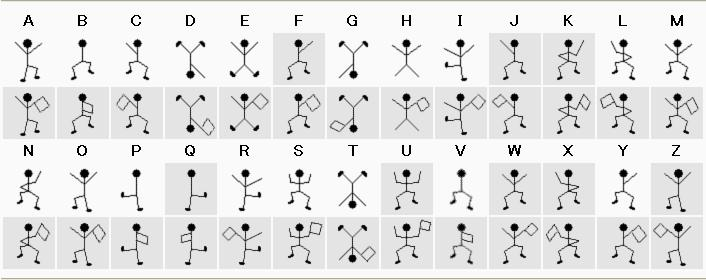 A B C D E F G H I J K L M
N O P Q R S T U V W X Y Z